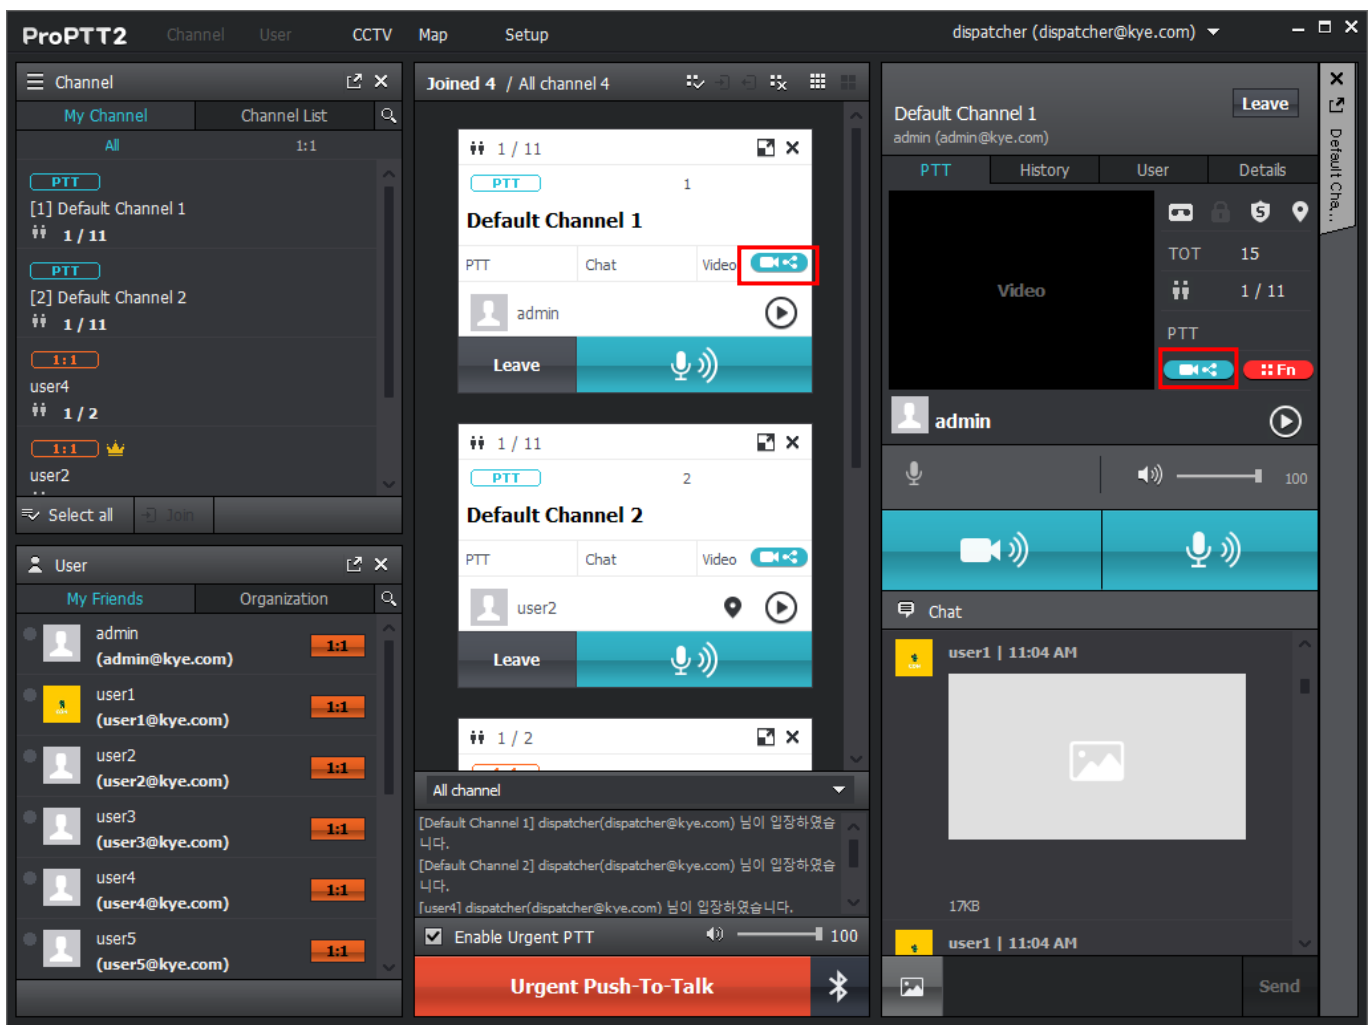 ProPTT2 Channel User CCTV Map Setup dispatcher (dispatcher@kye.com)
Channel
My Channel Channel List
All 1:1
PTT
[1] Default Channel 1
1 / 11
PTT
[2] Default Channel 2
1 / 11
1:1
user4
1 / 2
1:1
user2
Select all Join
User
My Friends Organization
admin
(admin@kye.com) 1:1
user1
(user1@kye.com) 1:1
user2
(user2@kye.com) 1:1
user3
(user3@kye.com) 1:1
user4
(user4@kye.com) 1:1
user5
(user5@kye.com) 1:1
Joined 4 / All channel 4
1 / 11
PTT 1
Default Channel 1
PTT Chat Video
admin
Leave
1 / 11
PTT 2
Default Channel 2
PTT Chat Video
user2
Leave
1 / 2
All channel
[Default Channel 1] dispatcher(dispatcher@kye.com) 님이 입장하였습
니다.
[Default Channel 2] dispatcher(dispatcher@kye.com) 님이 입장하였습
니다.
[user4] dispatcher(dispatcher@kye.com) 님이 입장하였습니다.
Enable Urgent PTT 100
Urgent Push-To-Talk
Default Channel 1 Leave
admin (admin@kye.com)
PTT History User Details
Video
TOT 15
1 / 11
PTT
Fn
admin
100
Chat
user1 | 11:04 AM
17KB
user1 | 11:04 AM
Send
Default Cha...